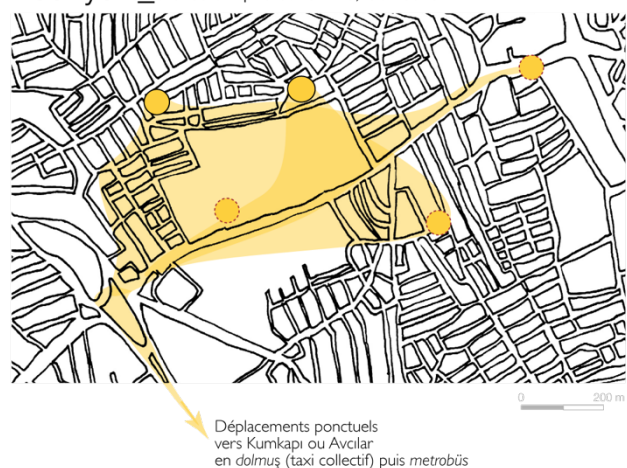 0 200 m
Déplacements ponctuels
vers Kumkapı ou Avcılar
en dolmuş (taxi collectif) puis metrobüs